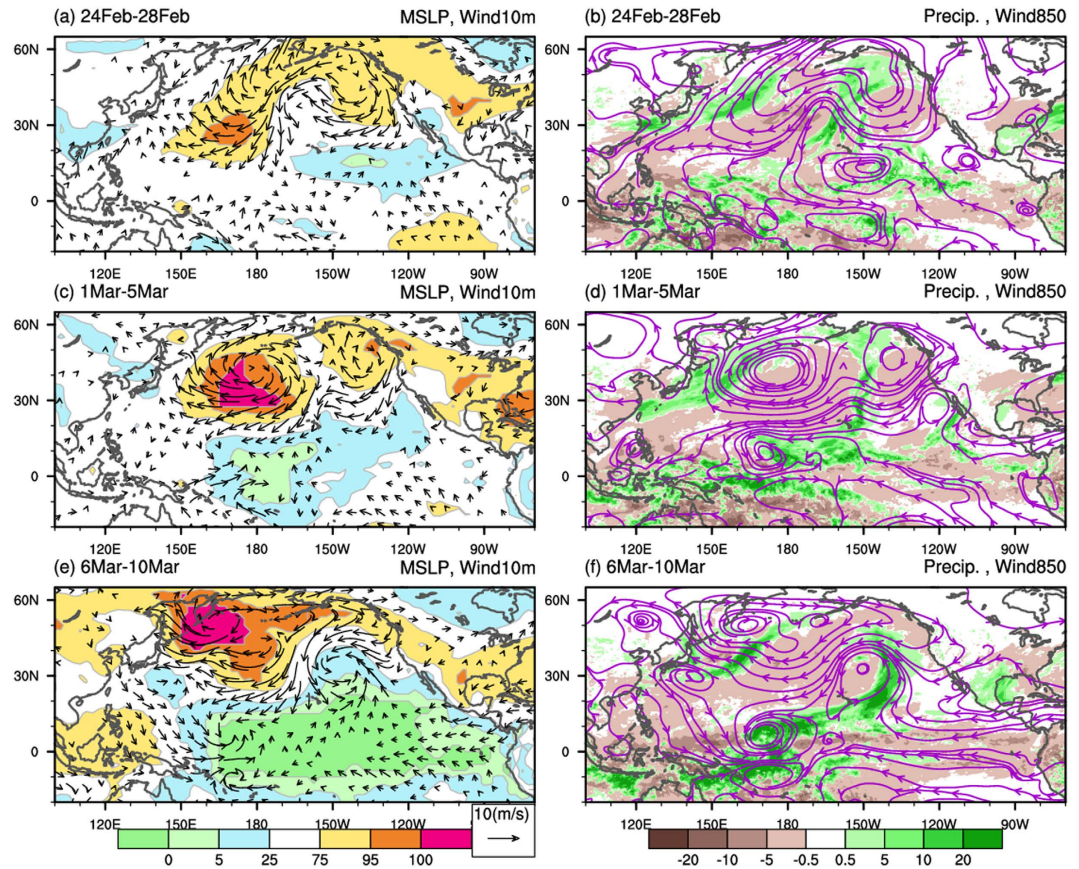 (a) 24Feb-28Feb MSLP, Wind10m (b) 24Feb-28Feb Precip. , Wind850
60N 60N
30N 30N
0 0
120E 150E 180 150W 120W 90W 120E 150E 180 150W 120W 90W
(c) 1Mar-5Mar MSLP, Wind10m (d) 1Mar-5Mar Precip. , Wind850
60N 60N
30N 30N
0 0
120E 150E 180 150W 120W 90W 120E 150E 180 150W 120W 90W
(e) 6Mar-10Mar MSLP, Wind10m (f) 6Mar-10Mar Precip. , Wind850
60N 60N
30N 30N
0 0
120E 150E 180 150W 120W 90W 120E 150E 180 150W 120W 90W
10(m/s)
0 5 25 75 95 100 -20 -10 -5 -0.5 0.5 5 10 20